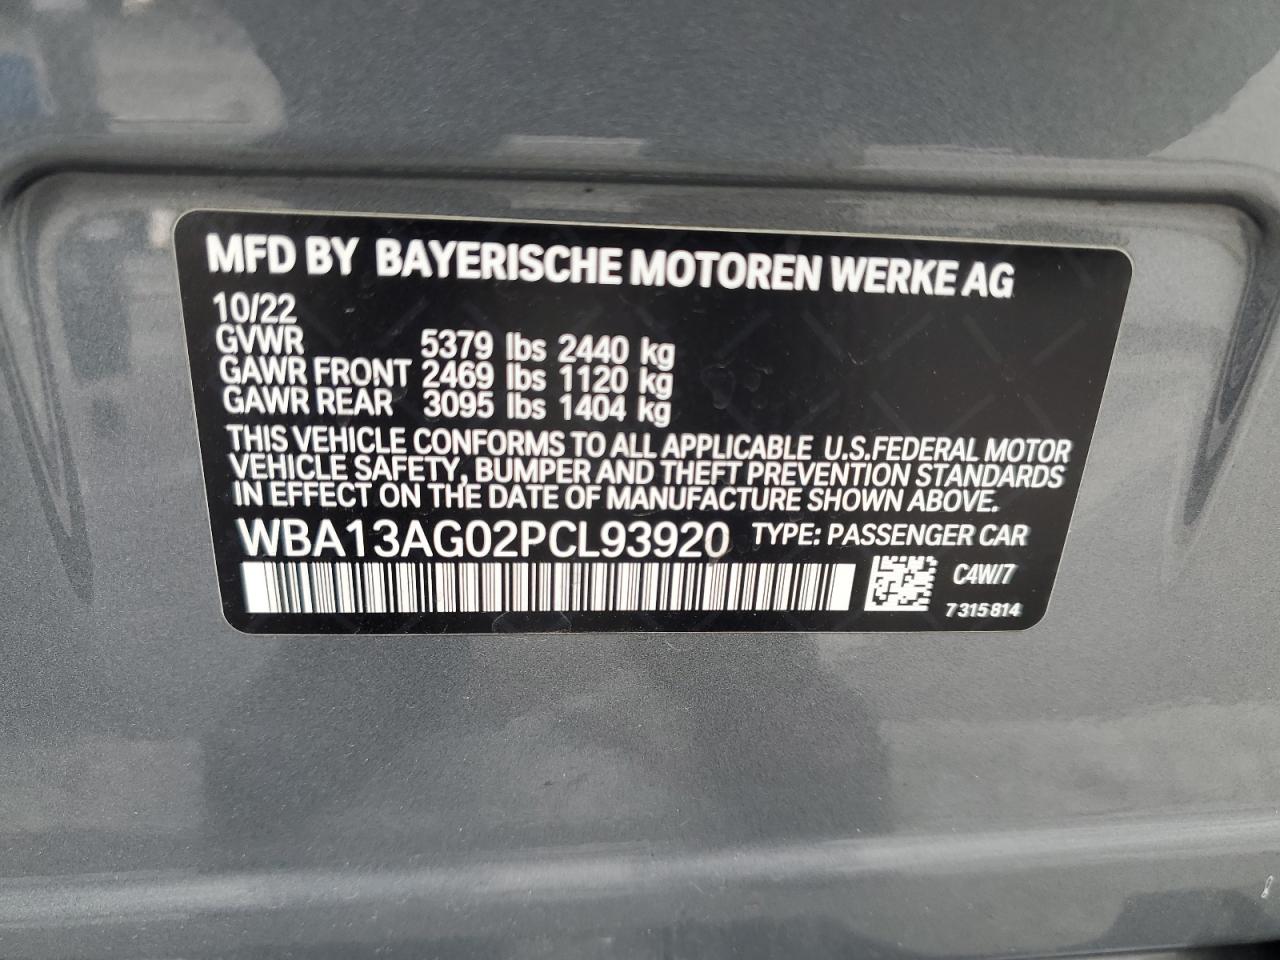 MFD BY BAYERISCHE MOTOREN WERKE AG
10/22
GVWR 5379 lbs 2440 kg
GAWR FRONT 2469 lbs 1120 kg
GAWR REAR 3095 lbs 1404 kg
THIS VEHICLE CONFORMS TO ALL APPLICABLE U.S.FEDERAL MOTOR
VEHICLE SAFETY, BUMPER AND THEFT PREVENTION STANDARDS
IN EFFECT ON THE DATE OF MANUFACTURE SHOWN ABOVE.
WBA13AG02PCL93920 TYPE: PASSENGER CAR
C4W/7
7 315 814